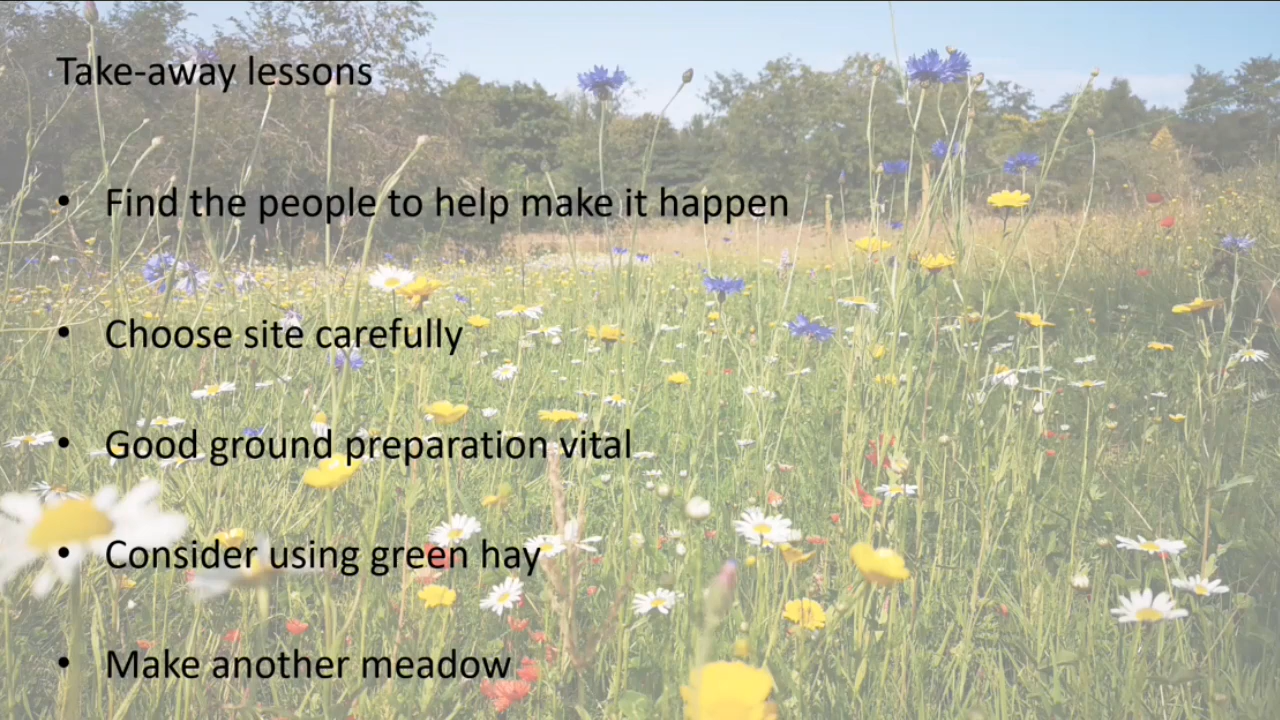 Take-away lessons
• Find the people to help make it happen
• Choose site carefully
• Good ground preparation vital
• Consider using green hay
• Make another meadow